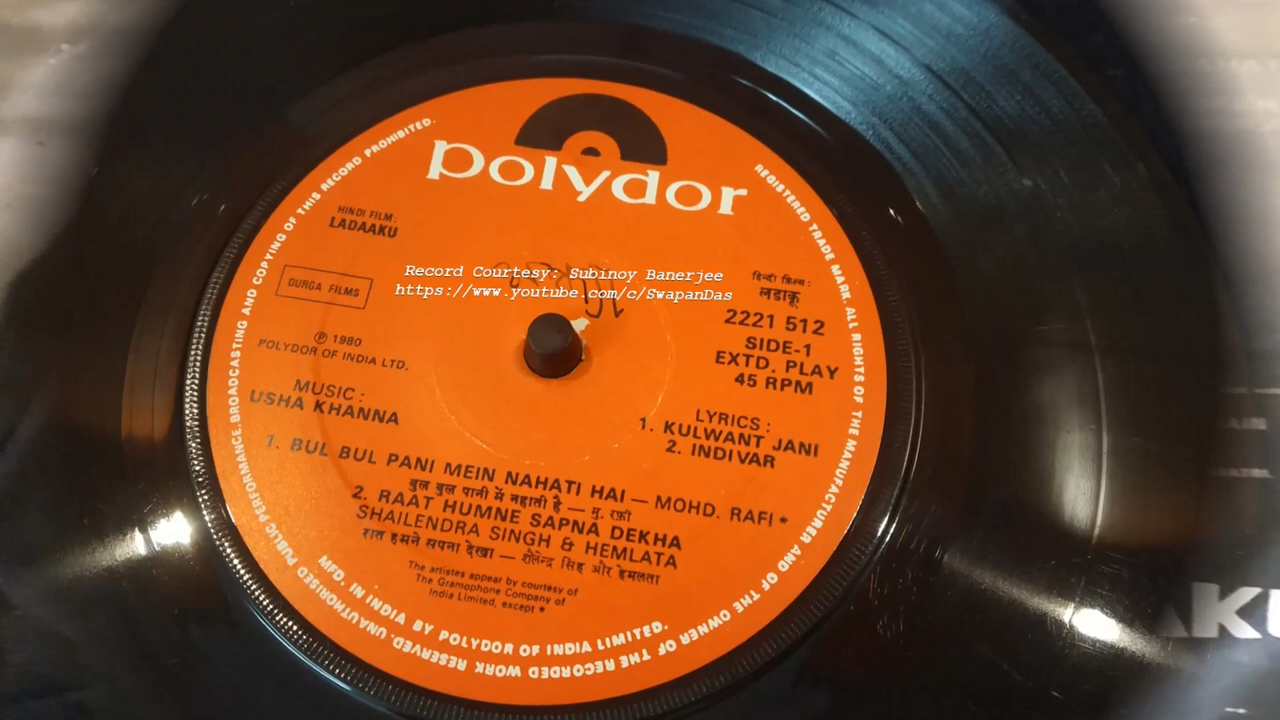 polydor
HINDI FILM:
LADAAKU
DURGA FILMS
Ⓟ 1980
POLYDOR OF INDIA LTD.
MUSIC:
USHA KHANNA
Record Courtesy: Subinoy Banerjee
https://www.youtube.com/c/SwapanDas
हिन्दी फ़िल्म:
लडाकू
2221 512
SIDE-1
EXTD. PLAY
45 RPM
LYRICS:
1. KULWANT JANI
2. INDIVAR
1. BUL BUL PANI MEIN NAHATI HAI — MOHD. RAFI *
बुल बुल पानी में नहाती है — मु. रफ़ी
2. RAAT HUMNE SAPNA DEKHA
SHAILENDRA SINGH & HEMLATA
रात हमने सपना देखा — शैलेन्द्र सिंह और हेमलता
The artistes appear by courtesy of
The Gramophone Company of
India Limited, except *
MFD. IN INDIA BY POLYDOR OF INDIA LIMITED.
REGISTERED TRADE MARK. ALL RIGHTS OF THE MANUFACTURER AND OF THE OWNER OF THE RECORDED WORK RESERVED. UNAUTHORISED PUBLIC PERFORMANCE, BROADCASTING AND COPYING OF THIS RECORD PROHIBITED.
AKU